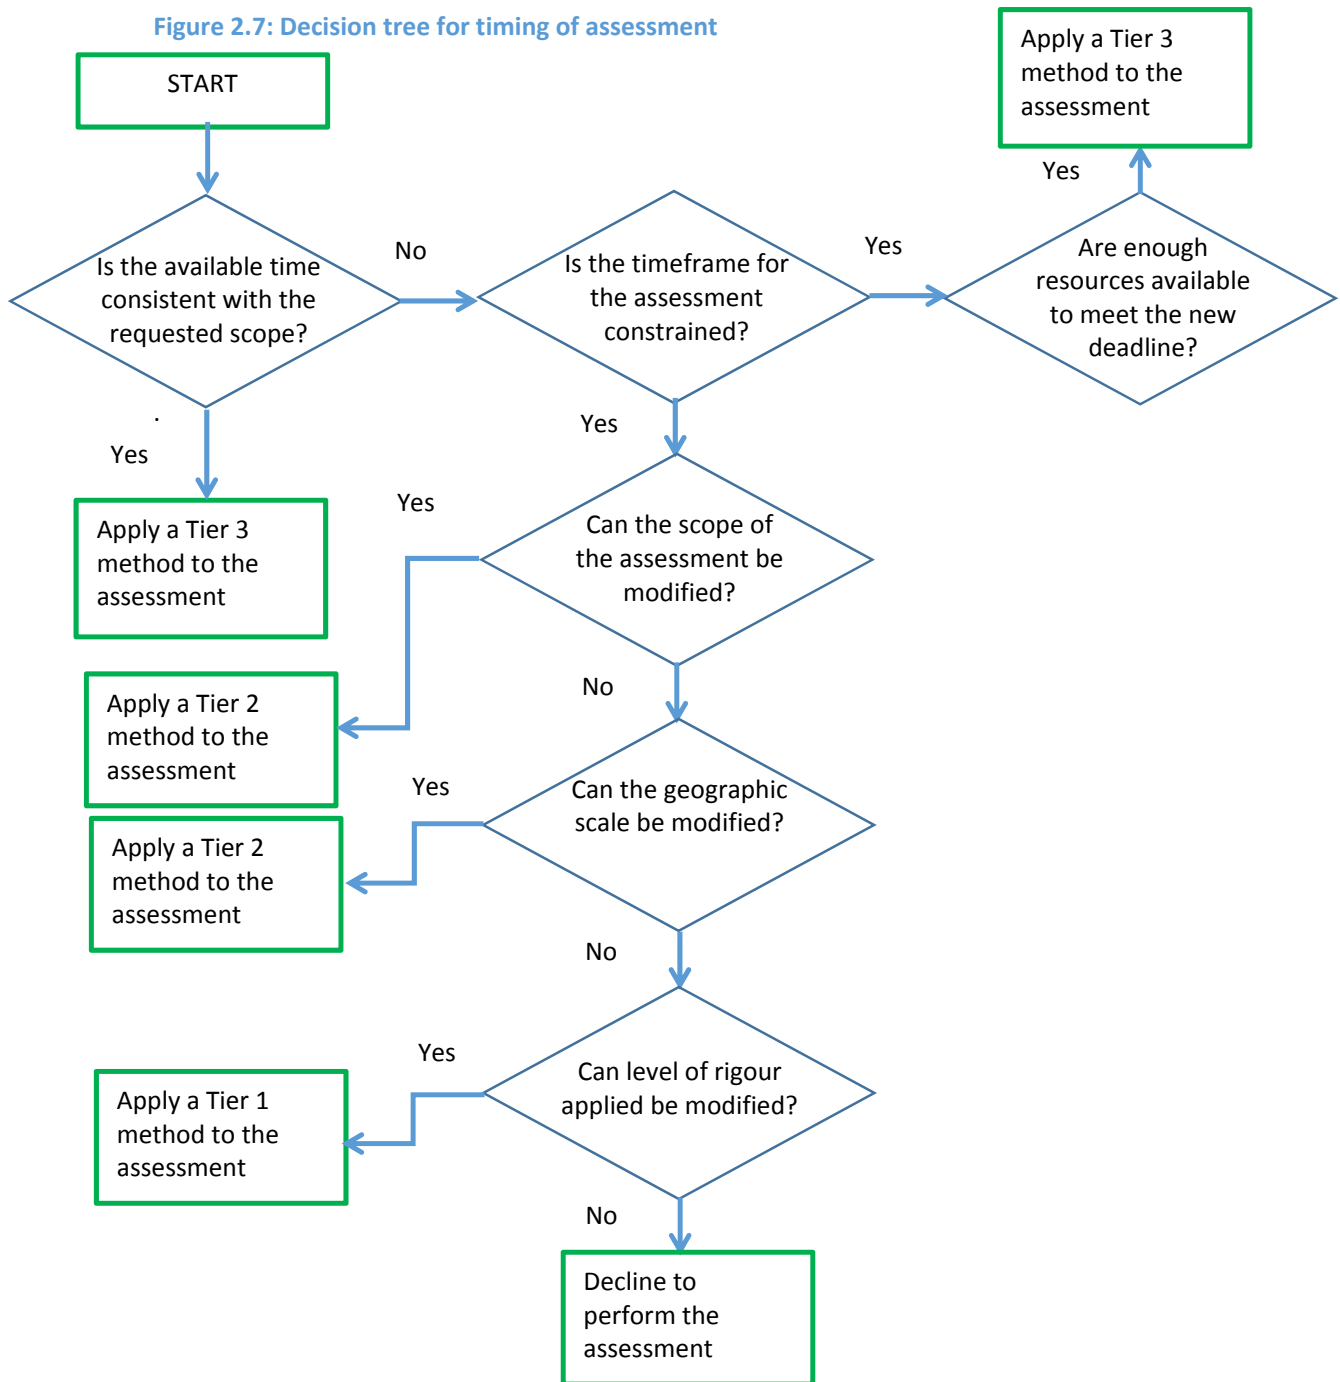 Figure 2.7: Decision tree for timing of assessment
START
Apply a Tier 3
method to the
assessment
Yes
Is the available time
consistent with the
requested scope?
No
Is the timeframe for
the assessment
constrained?
Yes
Are enough
resources available
to meet the new
deadline?
.
Yes
Yes
Apply a Tier 3
method to the
assessment
Yes
Can the scope of
the assessment be
modified?
No
Apply a Tier 2
method to the
assessment
Yes
Can the geographic
scale be modified?
Apply a Tier 2
method to the
assessment
No
Yes
Can level of rigour
applied be modified?
Apply a Tier 1
method to the
assessment
No
Decline to
perform the
assessment